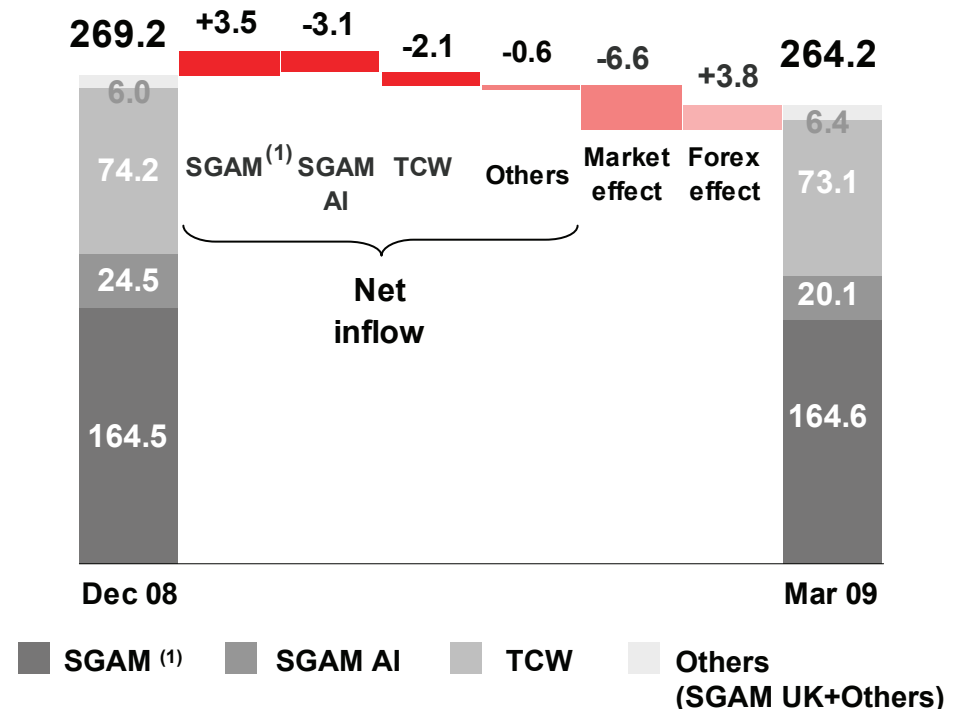 269.2
+3.5
-3.1
-2.1
-0.6
-6.6
+3.8
264.2
6.0
74.2
24.5
164.5
SGAM (1)
SGAM
AI
TCW
Others
Market
effect
Forex
effect
Net
inflow
6.4
73.1
20.1
164.6
Dec 08
Mar 09
SGAM (1)
SGAM AI
TCW
Others
(SGAM UK+Others)